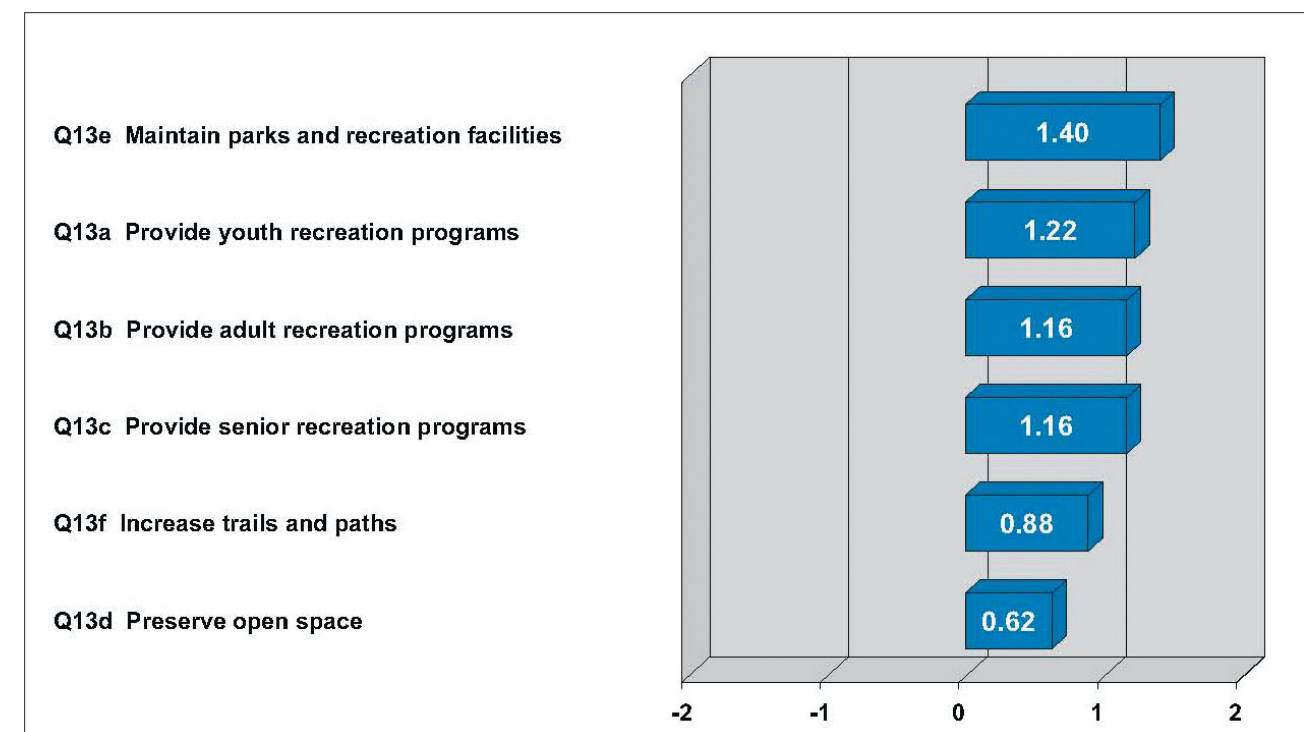 Q13e Maintain parks and recreation facilities 1.40
Q13a Provide youth recreation programs 1.22
Q13b Provide adult recreation programs 1.16
Q13c Provide senior recreation programs 1.16
Q13f Increase trails and paths 0.88
Q13d Preserve open space 0.62
-2 -1 0 1 2